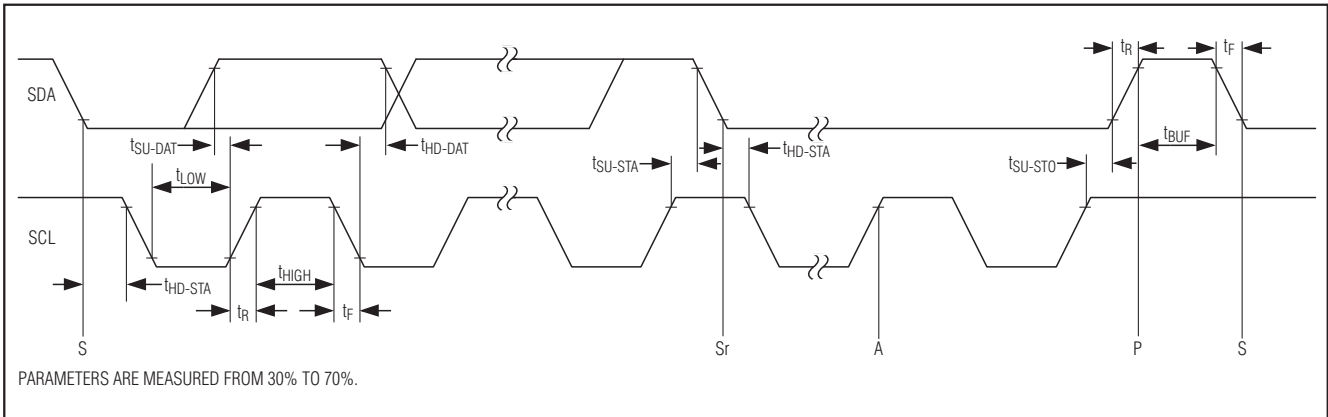 tR
tF
SDA
tBUF
tSU-DAT
tHD-DAT
tSU-STA
tHD-STA
tSU-STO
tLOW
SCL
tHIGH
tHD-STA
tR
tF
S
Sr
A
P
S
PARAMETERS ARE MEASURED FROM 30% TO 70%.